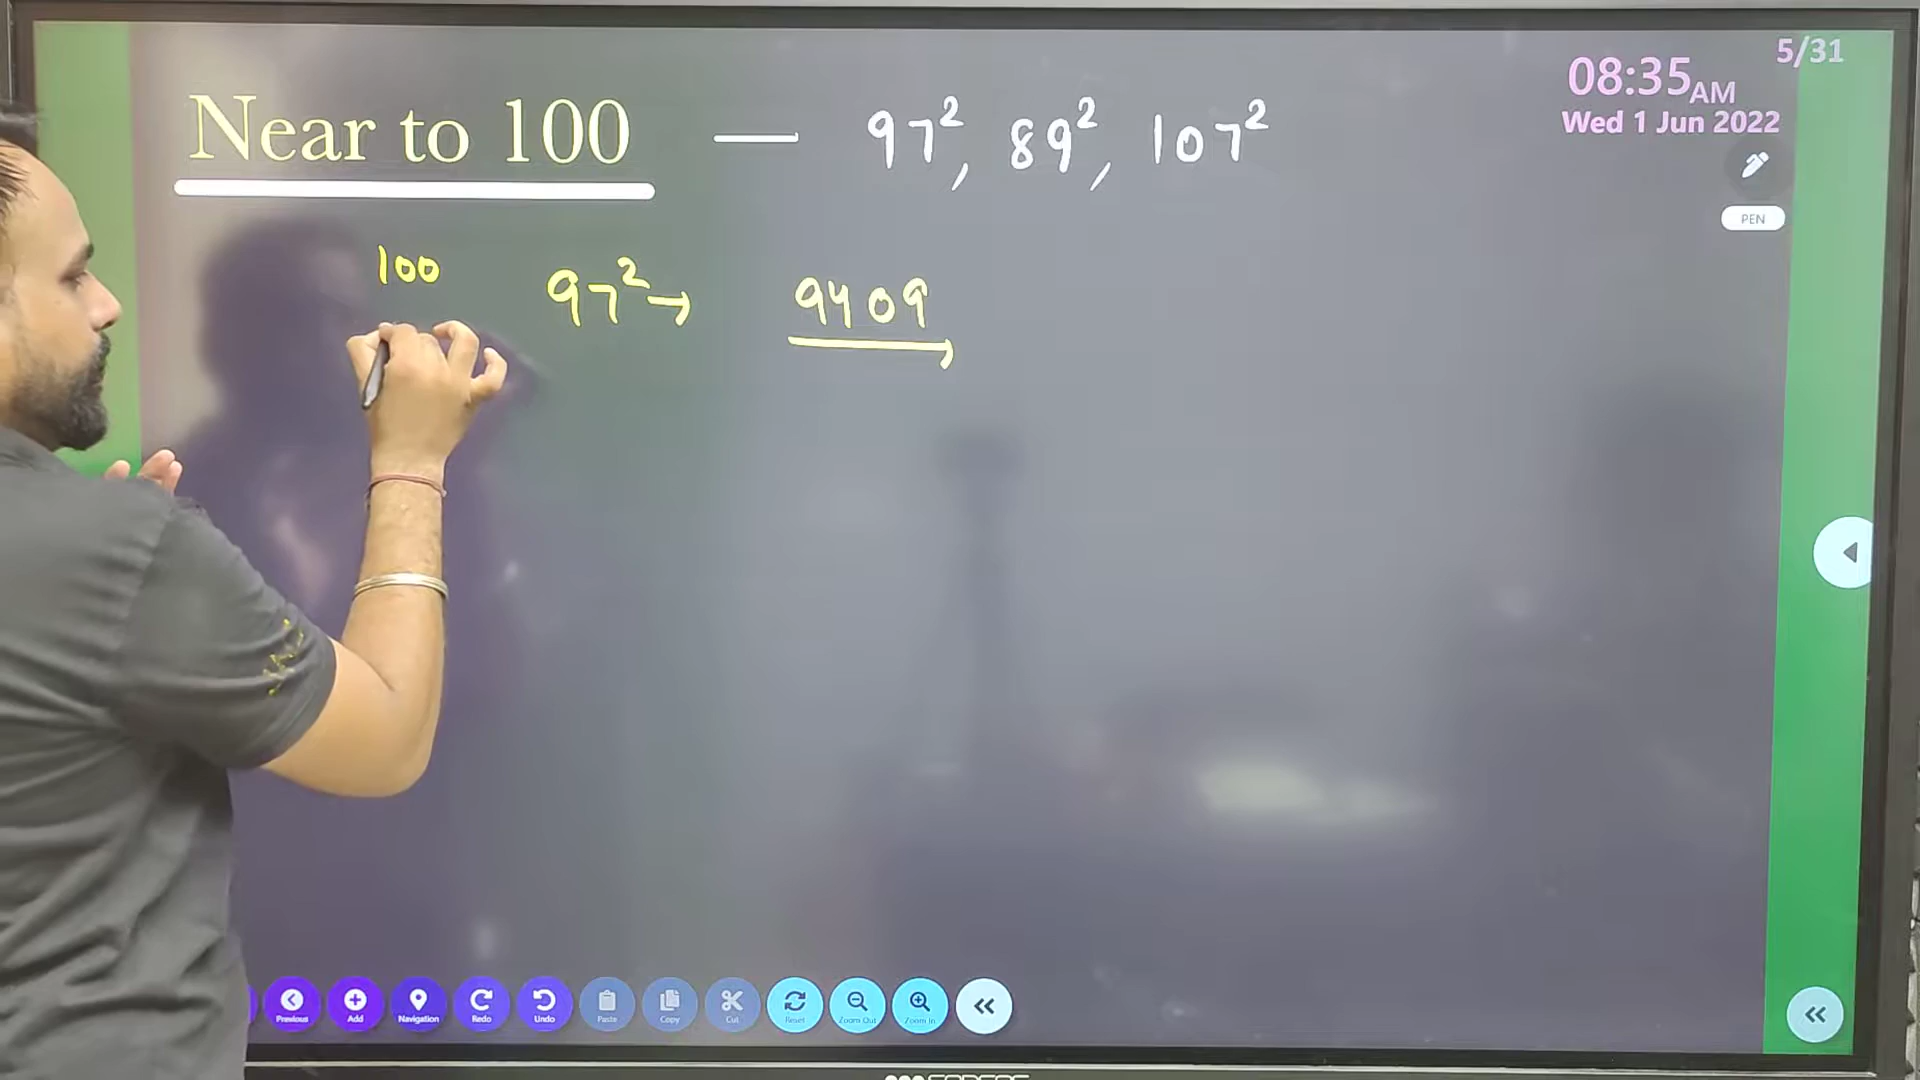 5/31
08:35AM
Wed 1 Jun 2022
Near to 100 — 97², 89², 107²
PEN
100 97² → 9409
Previous Add Navigation Redo Undo Paste Copy Cut Reset Zoom Out Zoom In